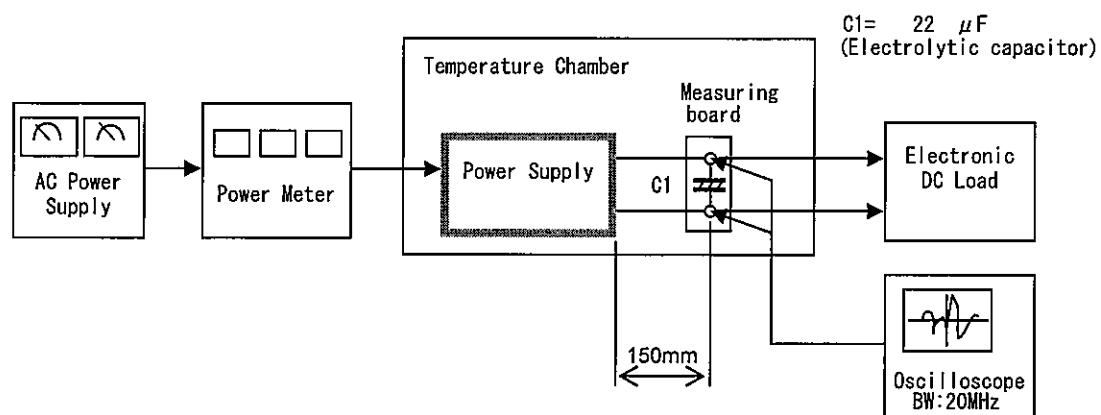 C1= 22 μF
(Electrolytic capacitor)
Temperature Chamber
Measuring
board
AC Power
Supply
Power Meter
Power Supply
C1
Electronic
DC Load
150mm
Oscilloscope
BW:20MHz